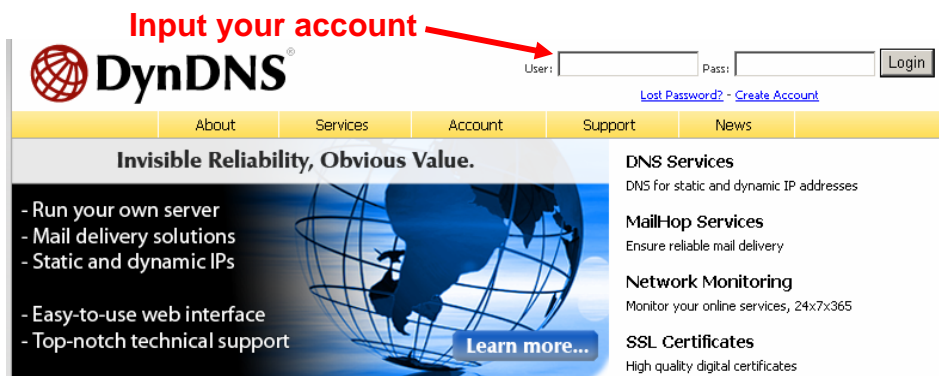 Input your account
DynDNS®
User:
Pass:
Login
Lost Password? - Create Account
About Services Account Support News
Invisible Reliability, Obvious Value.
- Run your own server
- Mail delivery solutions
- Static and dynamic IPs
- Easy-to-use web interface
- Top-notch technical support
Learn more...
DNS Services
DNS for static and dynamic IP addresses
MailHop Services
Ensure reliable mail delivery
Network Monitoring
Monitor your online services, 24x7x365
SSL Certificates
High quality digital certificates